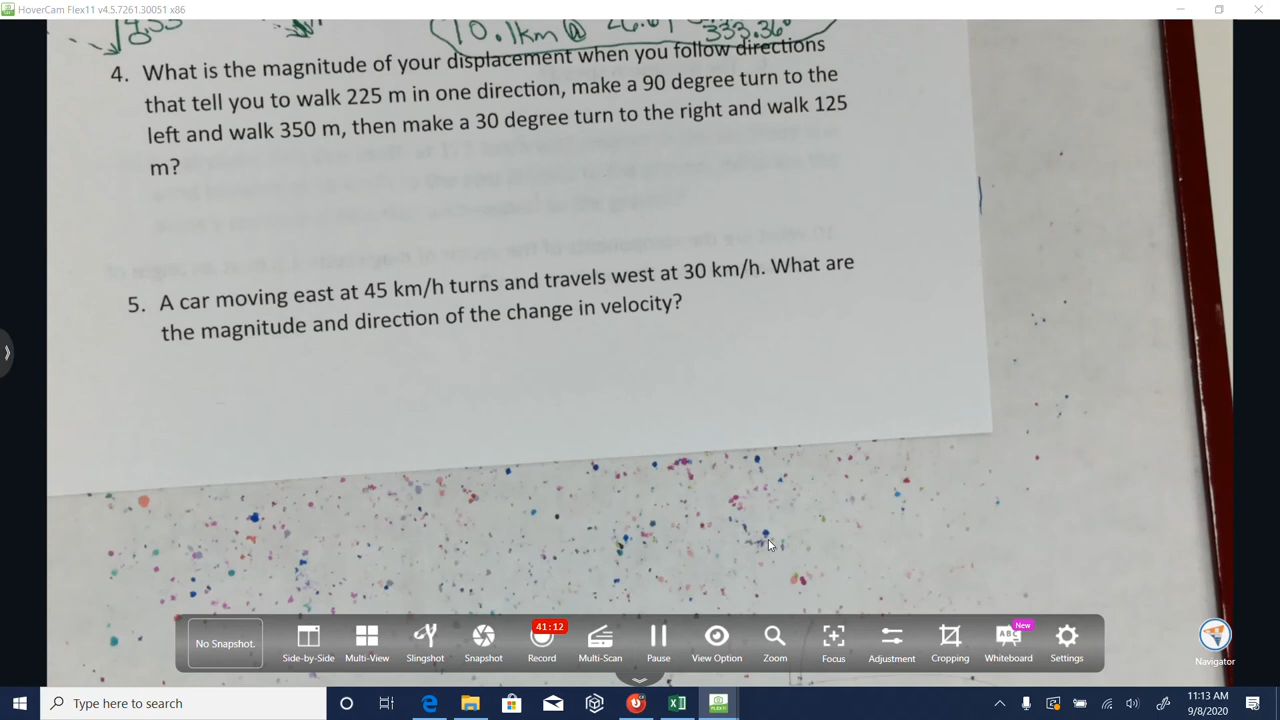 HoverCam Flex11 v4.5.7261.30051 x86
10.1km @
333.36°
4. What is the magnitude of your displacement when you follow directions
that tell you to walk 225 m in one direction, make a 90 degree turn to the
left and walk 350 m, then make a 30 degree turn to the right and walk 125
m?
5. A car moving east at 45 km/h turns and travels west at 30 km/h. What are
the magnitude and direction of the change in velocity?
No Snapshot.
Side-by-Side
Multi-View
Slingshot
Snapshot
41:12
Record
Multi-Scan
Pause
View Option
Zoom
Focus
Adjustment
Cropping
New
ABC
Whiteboard
Settings
Navigator
Type here to search
FLEX11
11:13 AM
9/8/2020